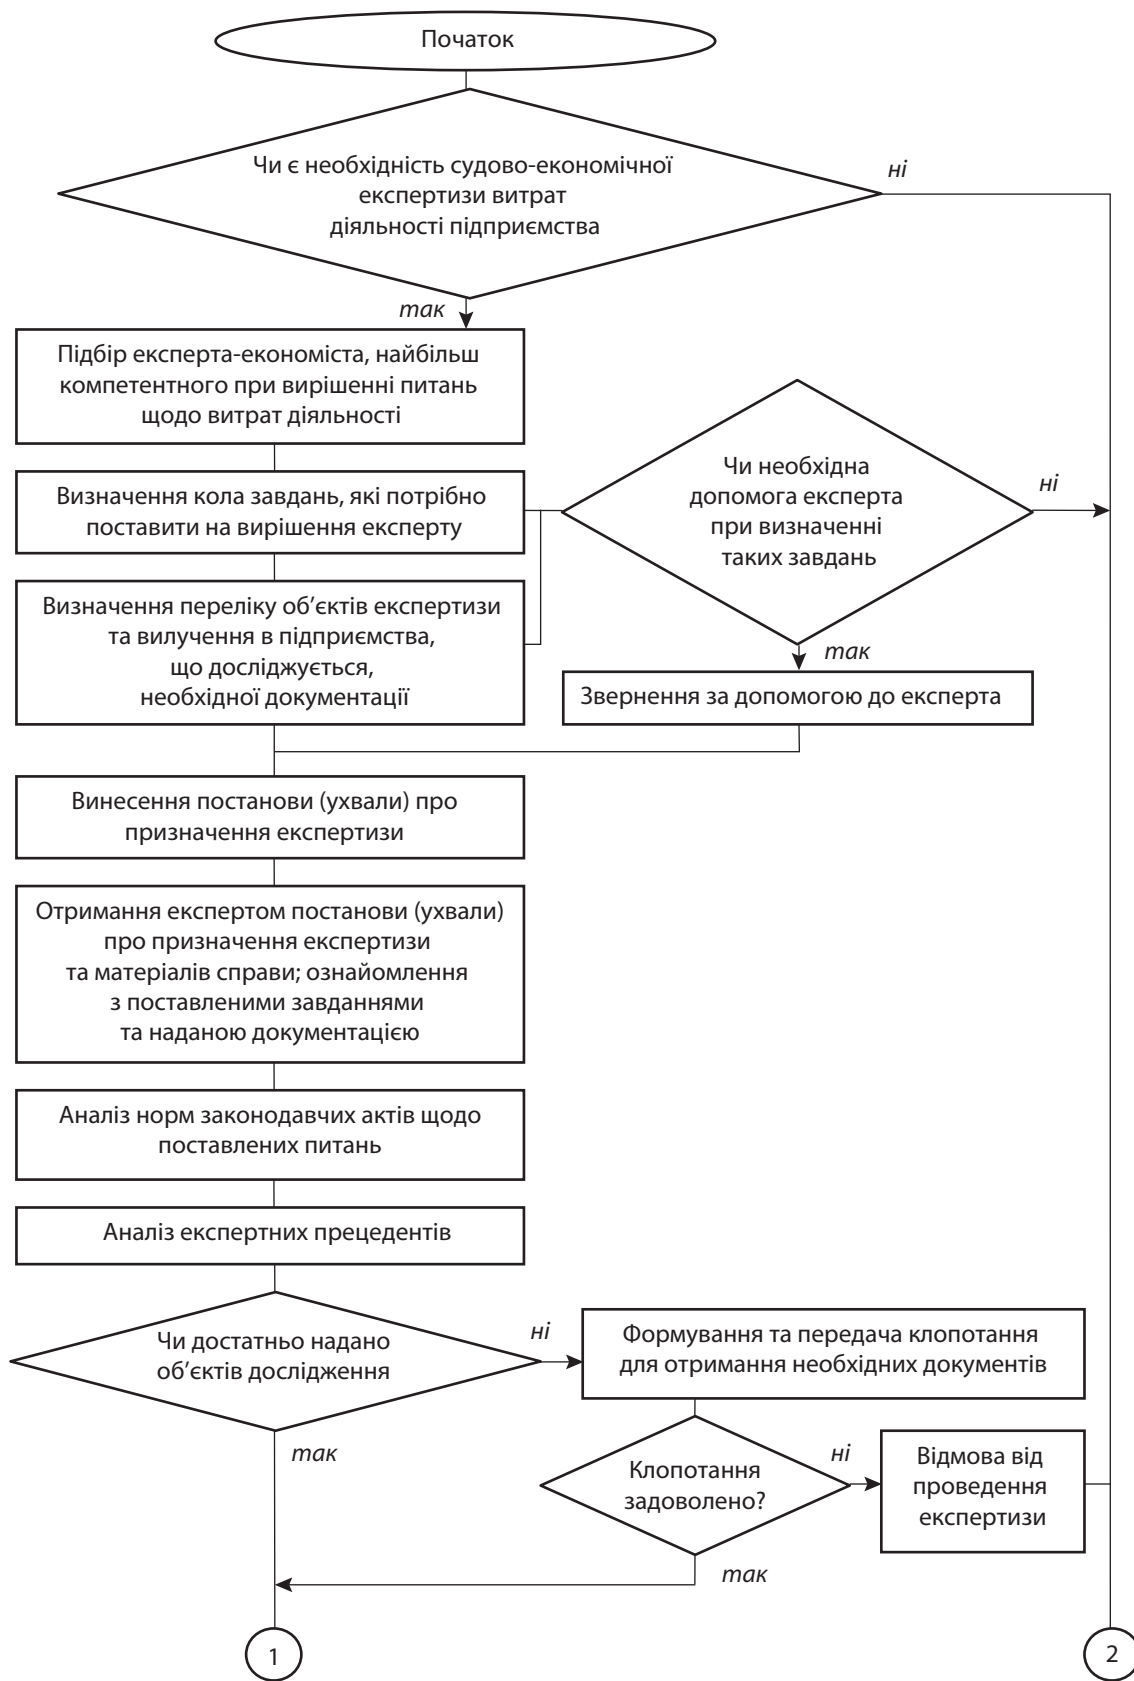 Початок
Чи є необхідність судово-економічної
експертизи витрат
діяльності підприємства
ні
так
Підбір експерта-економіста, найбільш
компетентного при вирішенні питань
щодо витрат діяльності
Визначення кола завдань, які потрібно
поставити на вирішення експерту
Чи необхідна
допомога експерта
при визначенні
таких завдань
ні
Визначення переліку об’єктів експертизи
та вилучення в підприємства,
що досліджується,
необхідної документації
так
Звернення за допомогою до експерта
Винесення постанови (ухвали) про
призначення експертизи
Отримання експертом постанови (ухвали)
про призначення експертизи
та матеріалів справи; ознайомлення
з поставленими завданнями
та наданою документацією
Аналіз норм законодавчих актів щодо
поставлених питань
Аналіз експертних прецедентів
Чи достатньо надано
об’єктів дослідження
ні
Формування та передача клопотання
для отримання необхідних документів
так
Клопотання
задоволено?
ні
Відмова від
проведення
експертизи
так
1
2